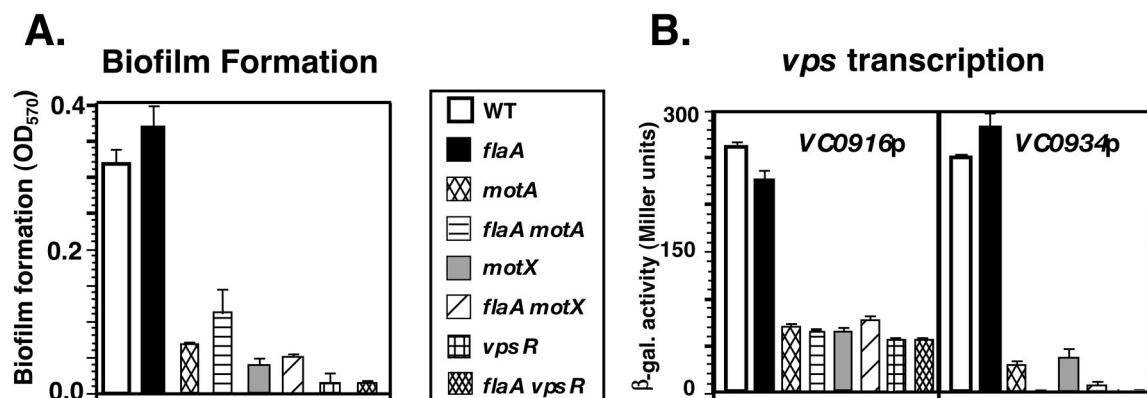 A.
Biofilm Formation
Biofilm formation (OD570)
0.4
0.2
0.0
WT
flaA
motA
flaA motA
motX
flaA motX
vpsR
flaA vpsR
B.
vps transcription
β-gal. activity (Miller units)
300
150
0
VC0916p
VC0934p